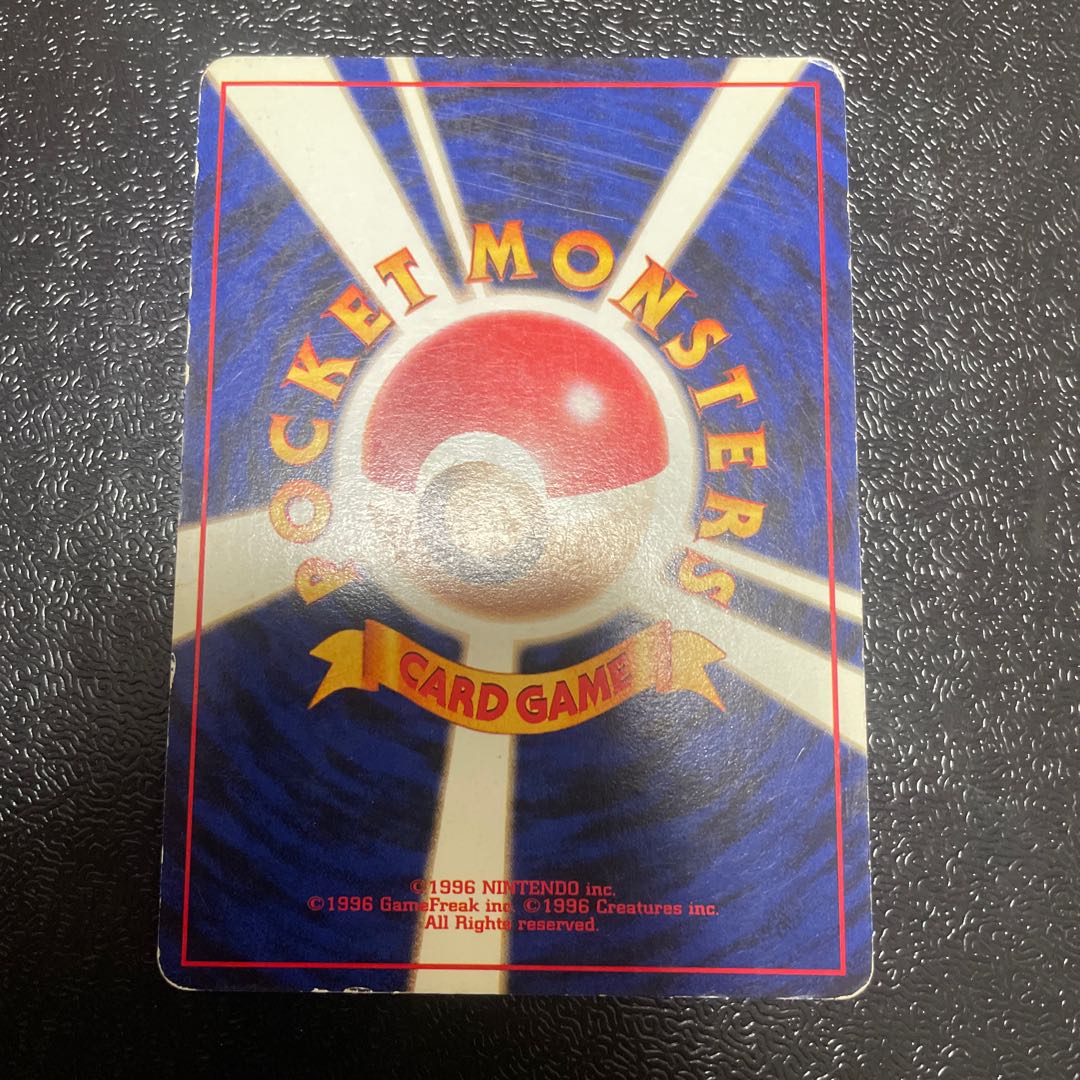 POCKET MONSTERS
CARD GAME
©1996 NINTENDO inc.
©1996 GameFreak inc. ©1996 Creatures inc.
All Rights reserved.